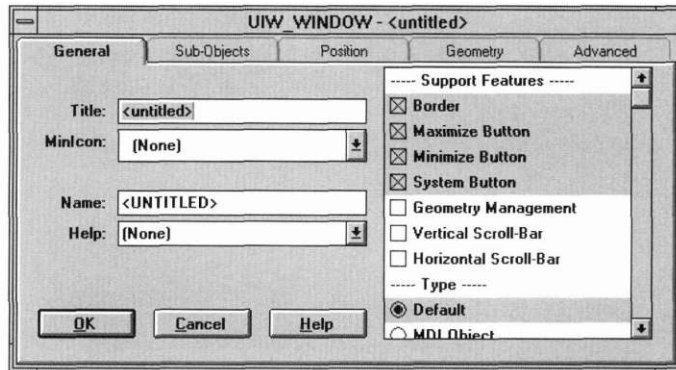 UIW_WINDOW - <untitled>
General
Sub-Objects
Position
Geometry
Advanced
Title: <untitled>
MinIcon: (None)
Name: <UNTITLED>
Help: (None)
OK
Cancel
Help
----- Support Features -----
Border
Maximize Button
Minimize Button
System Button
Geometry Management
Vertical Scroll-Bar
Horizontal Scroll-Bar
----- Type -----
Default
MDI Object